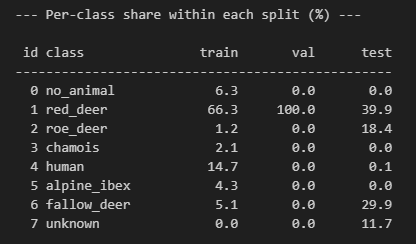 --- Per-class share within each split (%) ---
id class train val test
------------------------------------------------
0 no_animal 6.3 0.0 0.0
1 red_deer 66.3 100.0 39.9
2 roe_deer 1.2 0.0 18.4
3 chamois 2.1 0.0 0.0
4 human 14.7 0.0 0.1
5 alpine_ibex 4.3 0.0 0.0
6 fallow_deer 5.1 0.0 29.9
7 unknown 0.0 0.0 11.7